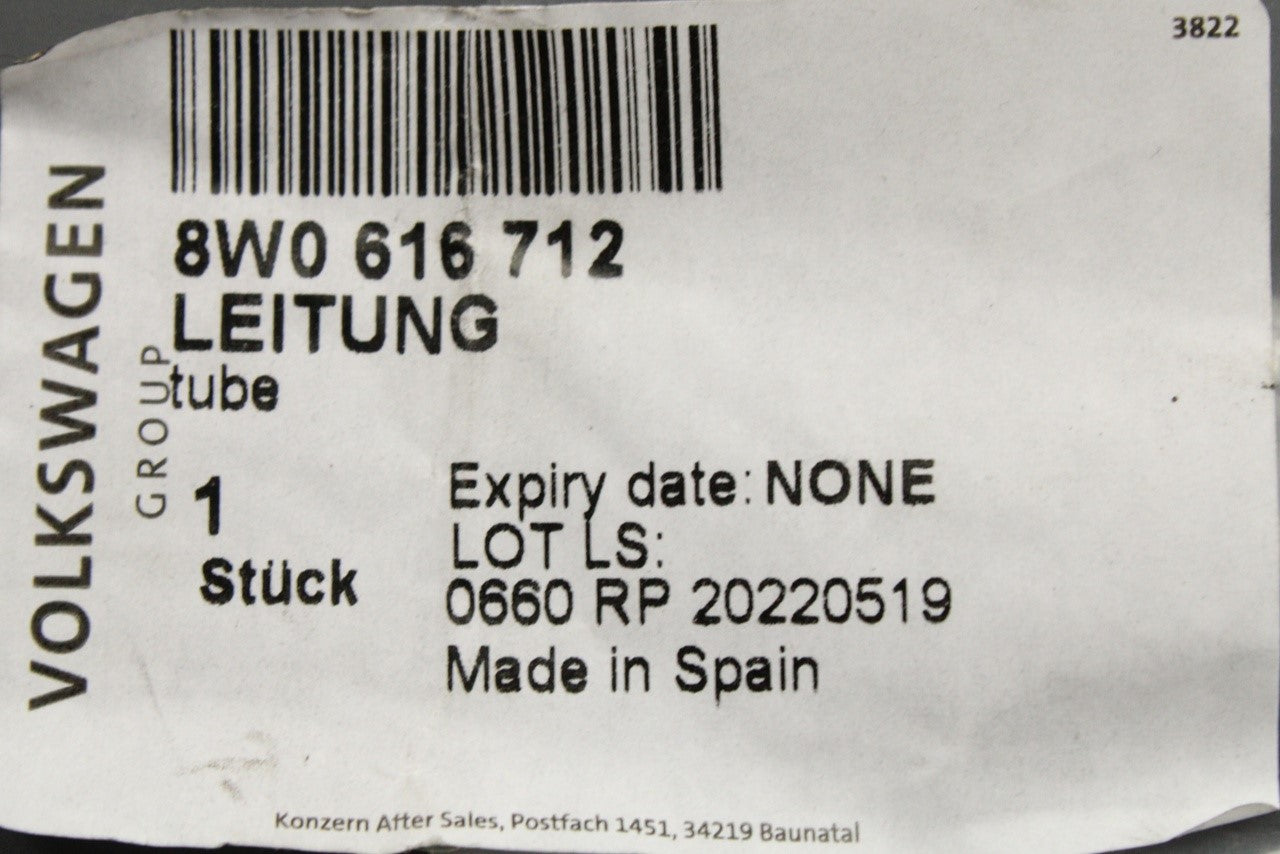 3822
VOLKSWAGEN
GROUP
8W0 616 712
LEITUNG
tube
1
Stück
Expiry date: NONE
LOT LS:
0660 RP 20220519
Made in Spain
Konzern After Sales, Postfach 1451, 34219 Baunatal